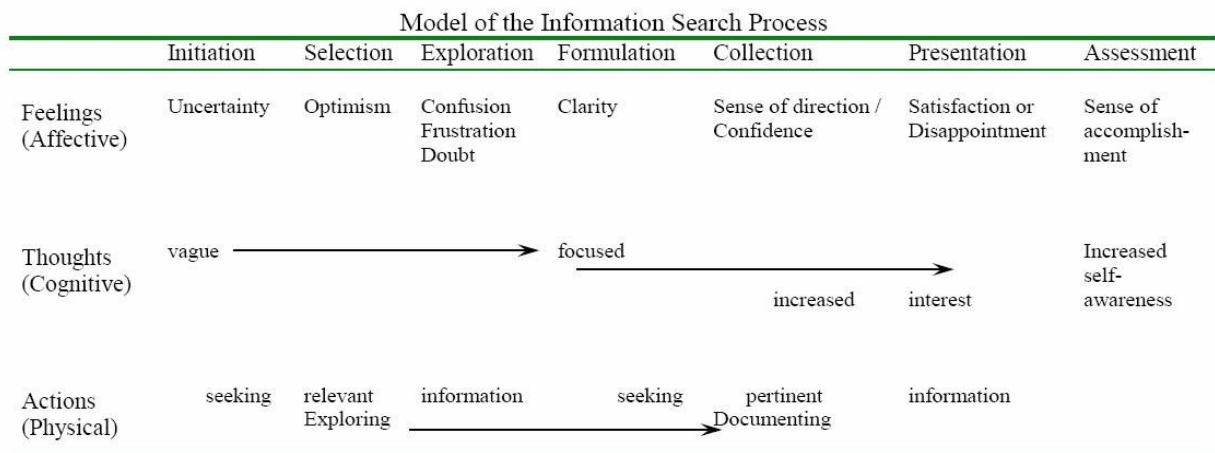 Model of the Information Search Process
Initiation Selection Exploration Formulation Collection Presentation Assessment
Feelings
(Affective)
Uncertainty
Optimism
Confusion
Frustration
Doubt
Clarity
Sense of direction /
Confidence
Satisfaction or
Disappointment
Sense of
accomplish-
ment
Thoughts
(Cognitive)
vague
focused
increased interest
Increased
self-
awareness
Actions
(Physical)
seeking relevant information seeking pertinent information
Exploring Documenting